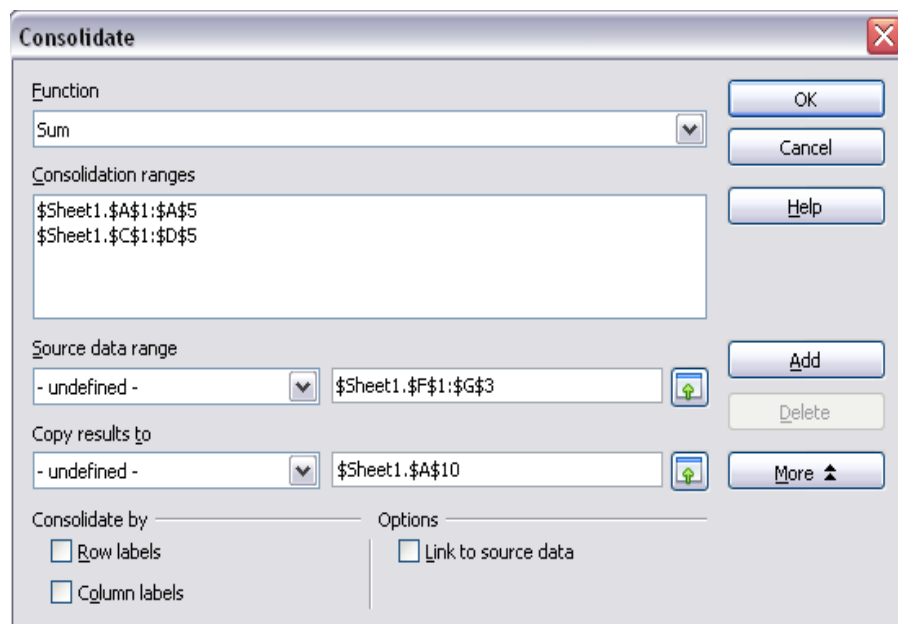 Consolidate
Function
OK
Sum
Cancel
Consolidation ranges
$Sheet1.$A$1:$A$5
Help
$Sheet1.$C$1:$D$5
Source data range
Add
- undefined - $Sheet1.$F$1:$G$3
Delete
Copy results to
- undefined - $Sheet1.$A$10 More
Consolidate by Options
Row labels Link to source data
Column labels